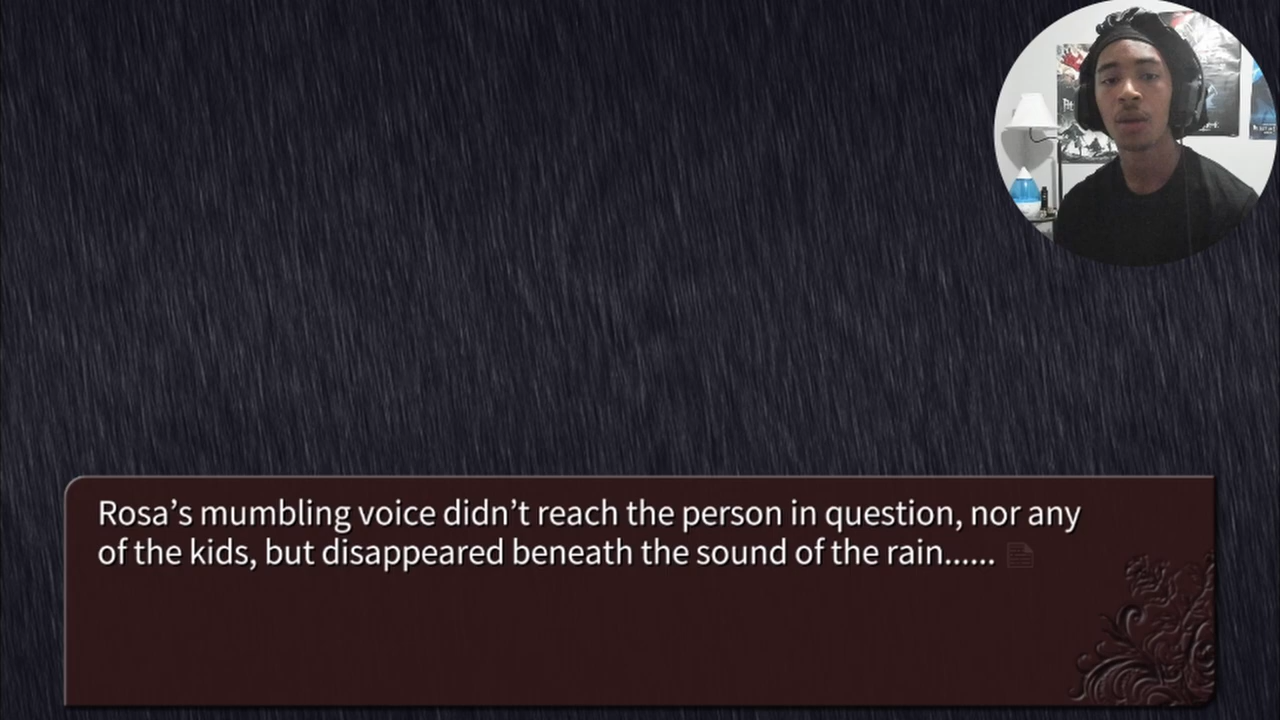 Rosa’s mumbling voice didn’t reach the person in question, nor any
of the kids, but disappeared beneath the sound of the rain......